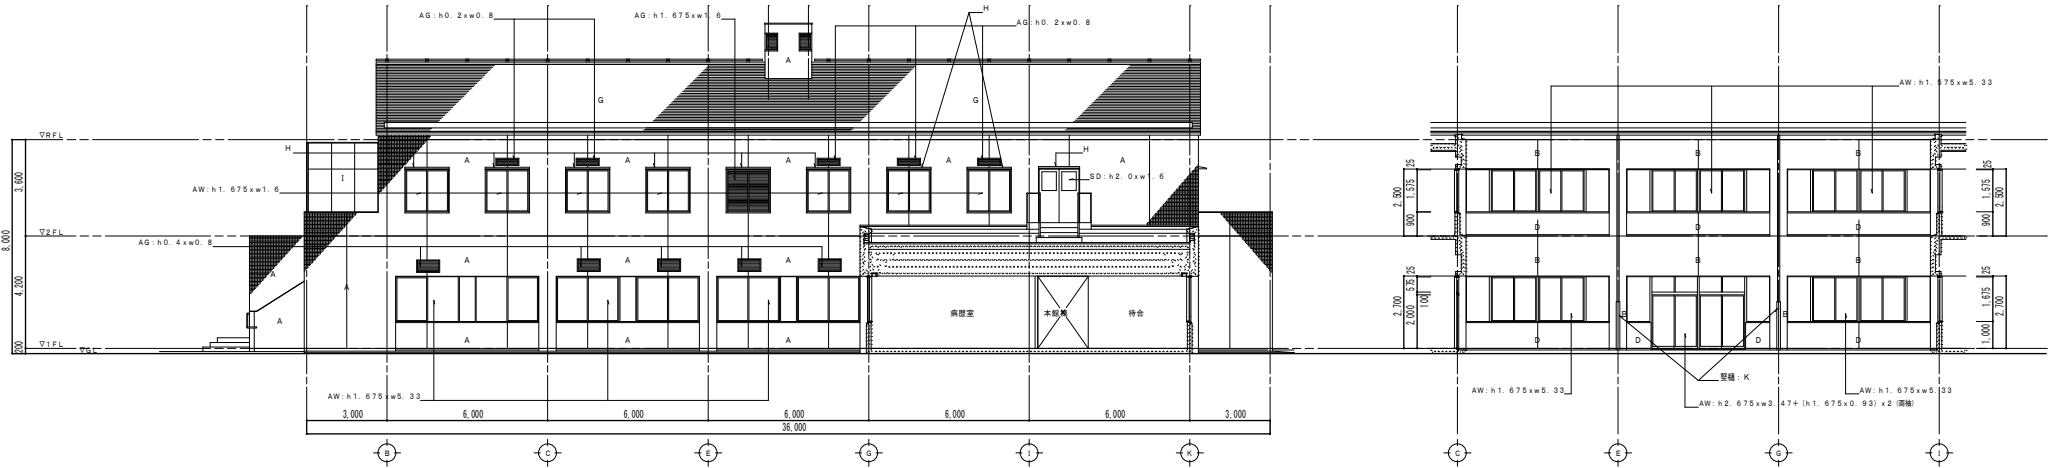 AG:h0.2xw0.8
AG:h1.675xw1.6
H
AG:h0.2xw0.8
A
G
G
AW:h1.575xw5.33
▽RFL
H
A
A
A
A
A
H
I
AW:h1.675xw1.6
SD:h2.0xw1.6
3,600
8,000
4,200
200
▽2FL
AG:h0.4xw0.8
A
A
A
A
A
A
A
A
A
病歴室
本館棟
待合
▽1FL
▽GL
AW:h1.675xw5.33
3,000
6,000
6,000
6,000
6,000
6,000
3,000
36,000
B
C
E
G
I
K
B
B
B
25
1,575
2,500
900
25
1,575
2,500
900
D
D
D
B
B
B
25
575
100
2,700
2,000
25
1,675
2,700
1,000
B
B
D
D
D
D
竪樋:K
AW:h1.675xw5.33
AW:h1.675xw5.33
AW:h2.675xw3.47+(h1.675x0.93)x2(両袖)
C
E
G
I